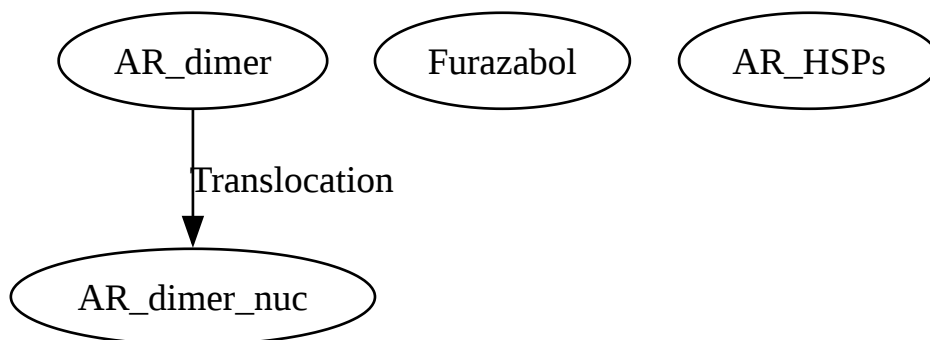 AR_dimer
Furazabol
AR_HSPs
Translocation
AR_dimer_nuc